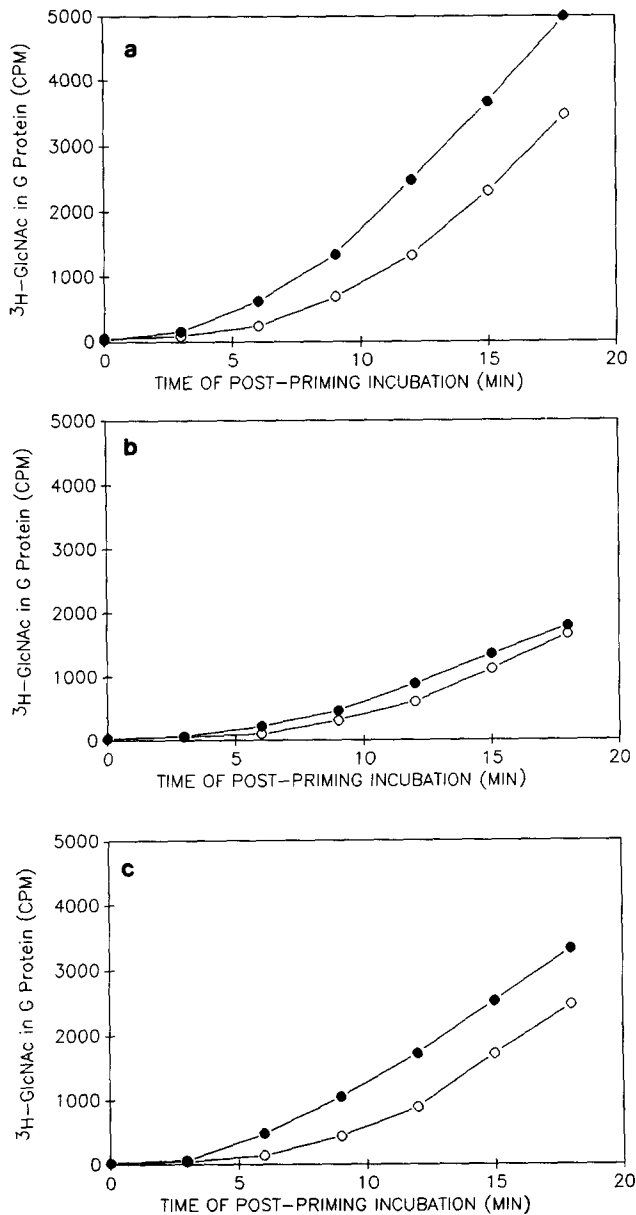 a
5000
4000
3000
2000
1000
0
³H-GlcNAc in G Protein (CPM)
0 5 10 15 20
TIME OF POST-PRIMING INCUBATION (MIN)
b
5000
4000
3000
2000
1000
0
³H-GlcNAc in G Protein (CPM)
0 5 10 15 20
TIME OF POST-PRIMING INCUBATION (MIN)
c
5000
4000
3000
2000
1000
0
³H-GlcNAc in G Protein (CPM)
0 5 10 15 20
TIME OF POST-PRIMING INCUBATION (MIN)